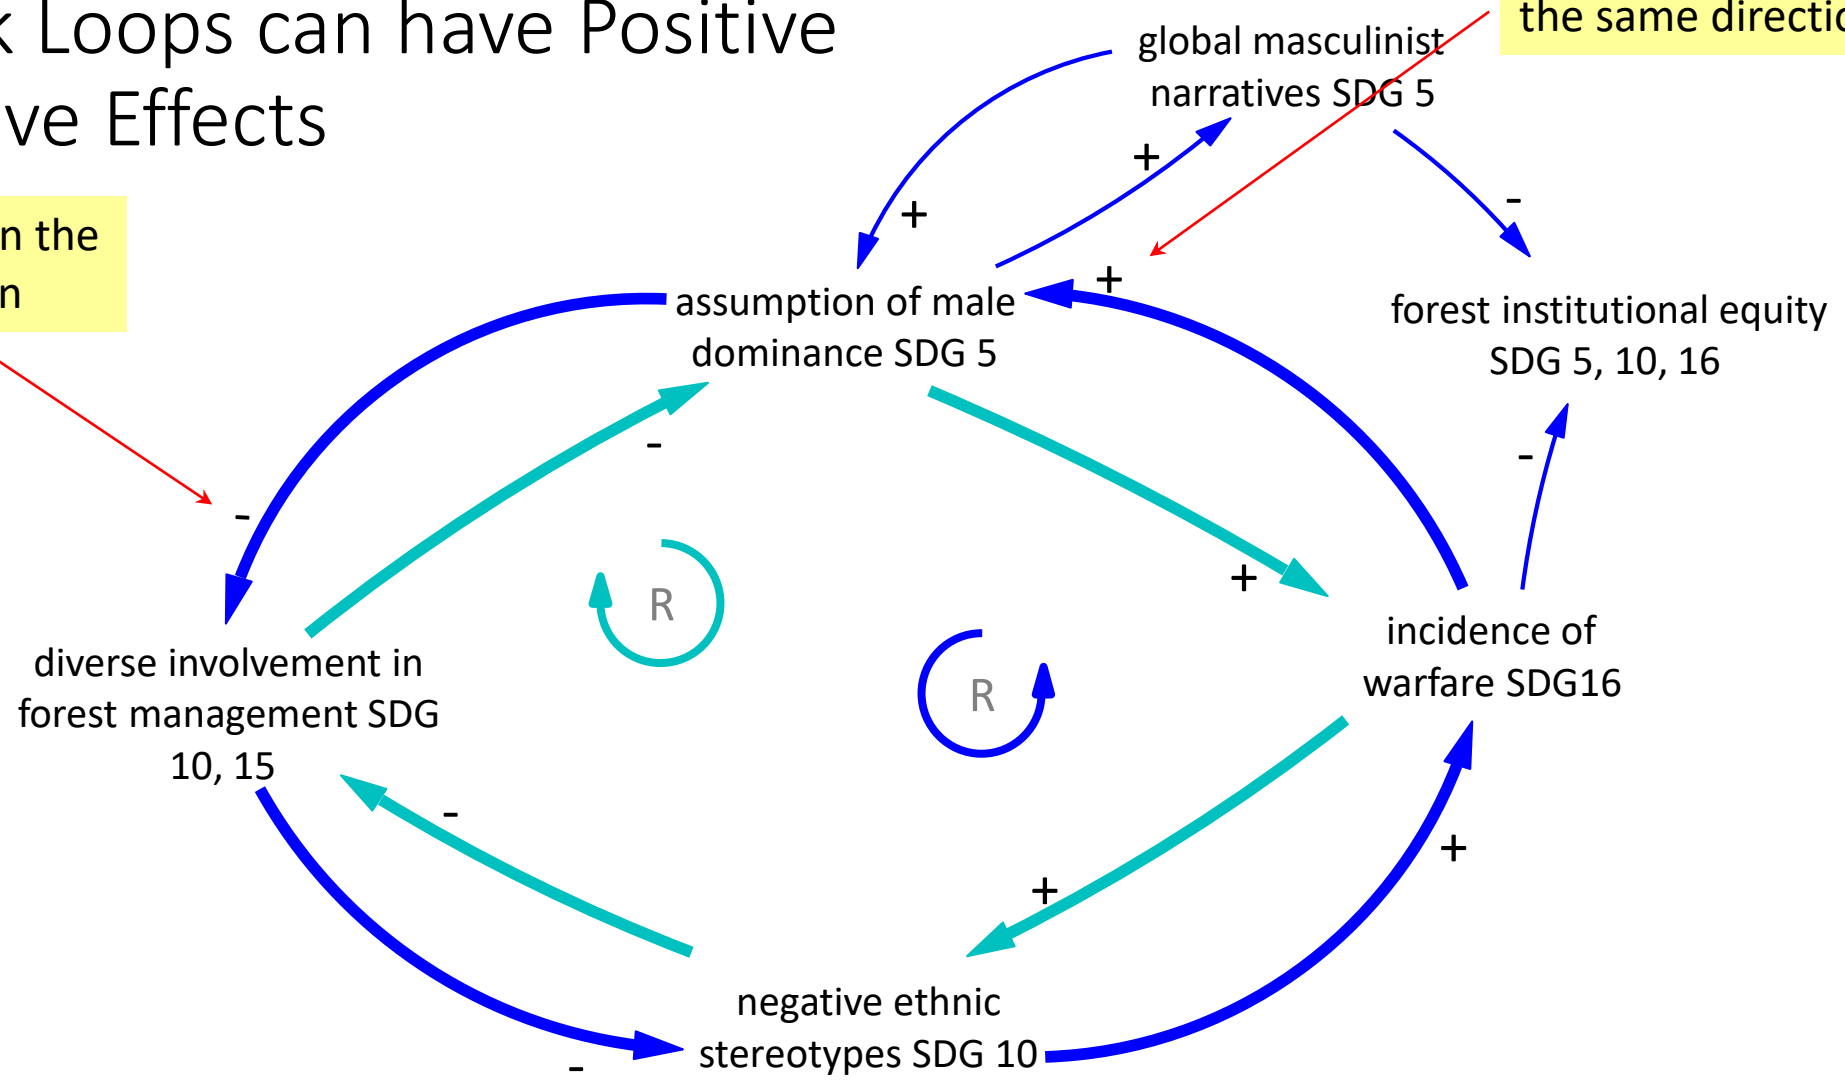 k Loops can have Positive
ve Effects
the same directio
n the
n
global masculinist
narratives SDG 5
+
+
-
+
assumption of male
dominance SDG 5
forest institutional equity
SDG 5, 10, 16
-
-
-
R
+
R
incidence of
warfare SDG16
diverse involvement in
forest management SDG
10, 15
-
+
+
negative ethnic
stereotypes SDG 10
-